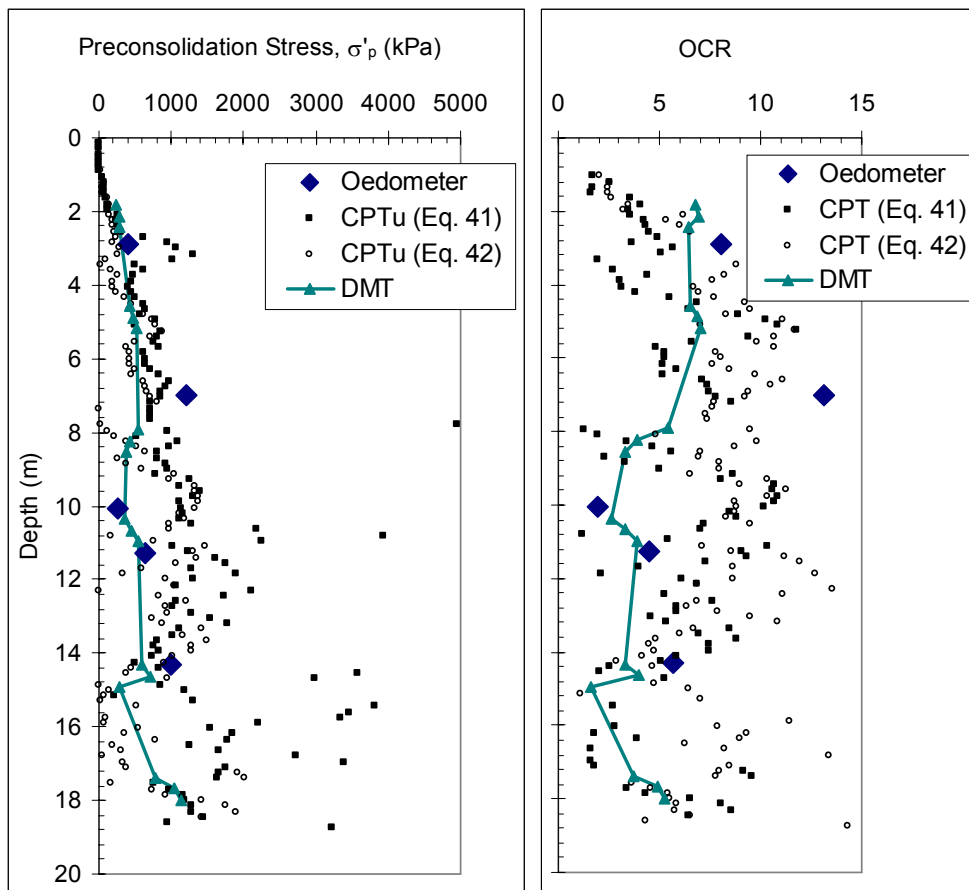 Preconsolidation Stress, σ'p (kPa)
0 1000 2000 3000 4000 5000
0
2
4
6
8
10
12
14
16
18
20
Depth (m)
Oedometer
CPTu (Eq. 41)
CPTu (Eq. 42)
DMT
OCR
0 5 10 15
Oedometer
CPT (Eq. 41)
CPT (Eq. 42)
DMT